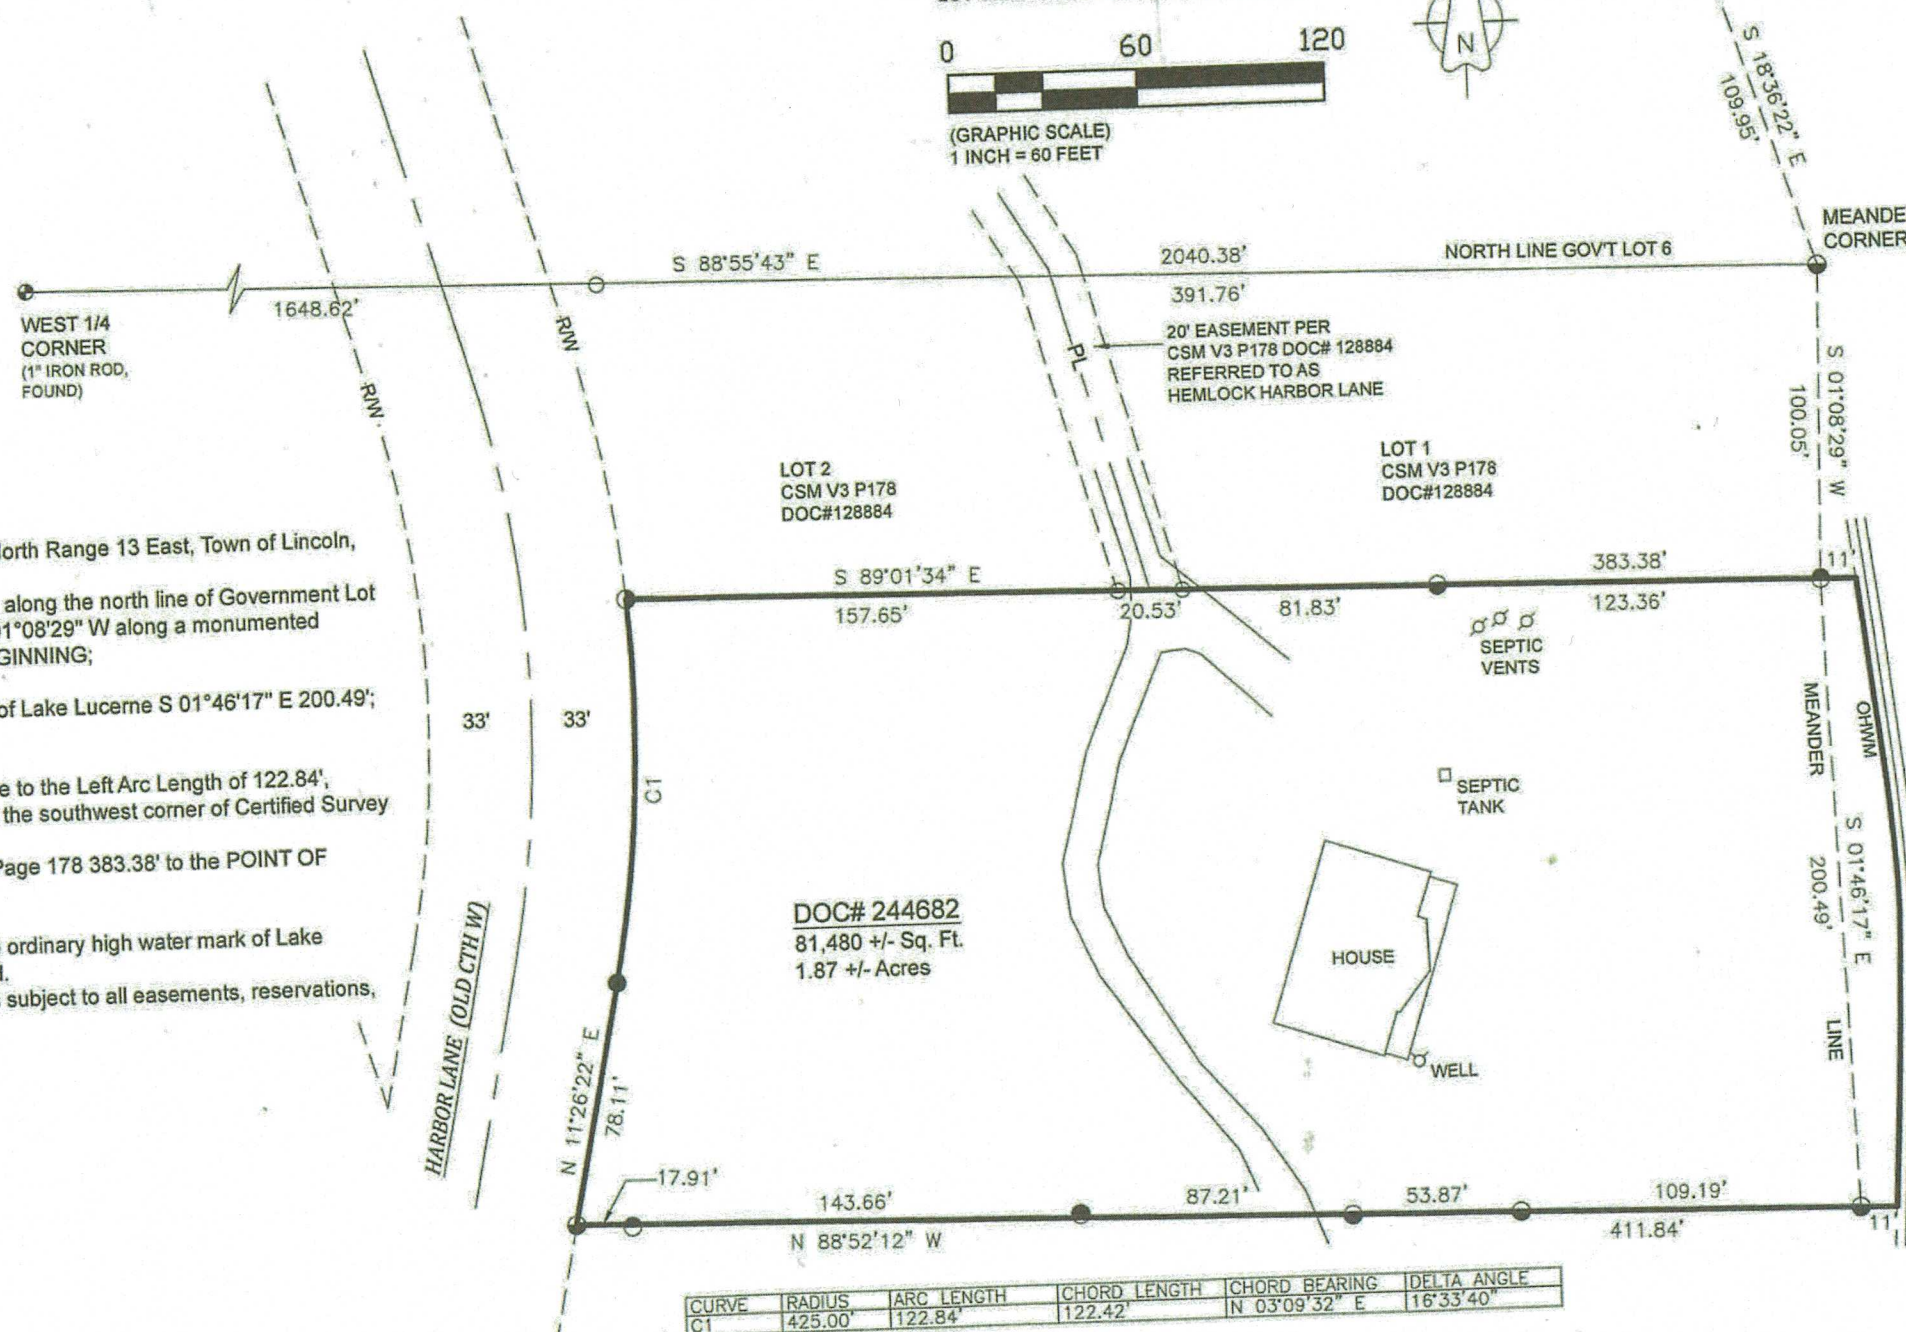 0 60 120
(GRAPHIC SCALE)
1 INCH = 60 FEET
N
S 18°36'22" E
109.95'
MEANDE
CORNER
S 88°55'43" E
2040.38'
NORTH LINE GOV'T LOT 6
1648.62'
391.76'
WEST 1/4
CORNER
(1" IRON ROD,
FOUND)
R/W
R/W
PL
20' EASEMENT PER
CSM V3 P178 DOC# 128884
REFERRED TO AS
HEMLOCK HARBOR LANE
S 01°08'29" W
100.05'
LOT 2
CSM V3 P178
DOC#128884
LOT 1
CSM V3 P178
DOC#128884
orth Range 13 East, Town of Lincoln,
along the north line of Government Lot
1°08'29" W along a monumented
GINNING;
of Lake Lucerne S 01°46'17" E 200.49';
e to the Left Arc Length of 122.84',
the southwest corner of Certified Survey
Page 178 383.38' to the POINT OF
ordinary high water mark of Lake
subject to all easements, reservations,
S 89°01'34" E
383.38'
11'
157.65'
20.53'
81.83'
123.36'
SEPTIC
VENTS
33'
33'
C1
MEANDER
OHWM
SEPTIC
TANK
S 01°46'17" E
200.49'
LINE
DOC# 244682
81,480 +/- Sq. Ft.
1.87 +/- Acres
HOUSE
WELL
HARBOR LANE (OLD CTH W)
N 11°26'22" E
78.11'
17.91'
143.66'
87.21'
53.87'
109.19'
N 88°52'12" W
411.84'
11'
CURVE RADIUS ARC LENGTH CHORD LENGTH CHORD BEARING DELTA ANGLE
C1 425.00' 122.84' 122.42' N 03°09'32" E 16°33'40"